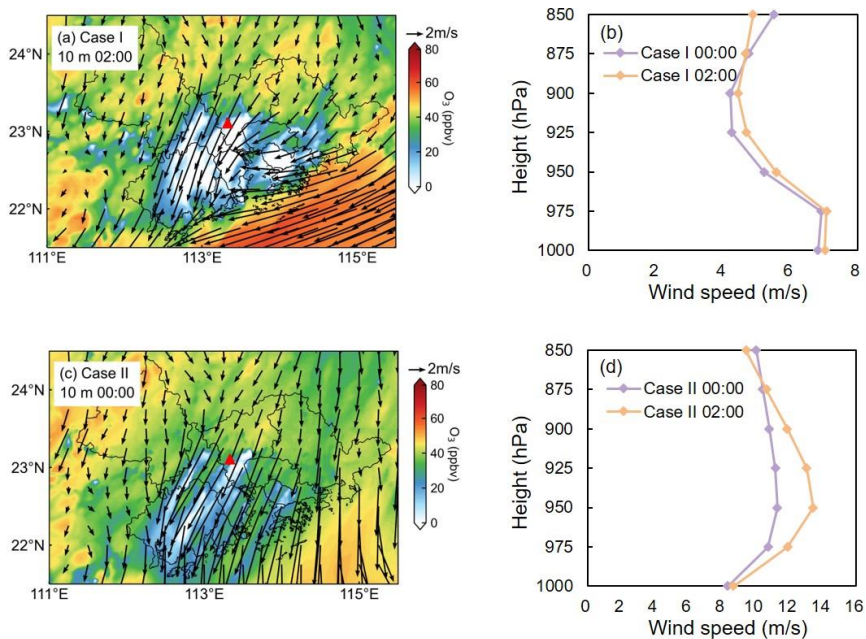 (a) Case I
10 m 02:00
24°N
23°N
22°N
111°E
113°E
115°E
2m/s
80
60
40
20
0
O₃ (ppbv)
(b)
Case I 00:00
Case I 02:00
850
875
900
925
950
975
1000
Height (hPa)
0
2
4
6
8
Wind speed (m/s)
(c) Case II
10 m 00:00
24°N
23°N
22°N
111°E
113°E
115°E
2m/s
80
60
40
20
0
O₃ (ppbv)
(d)
Case II 00:00
Case II 02:00
850
875
900
925
950
975
1000
Height (hPa)
0
2
4
6
8
10
12
14
16
Wind speed (m/s)